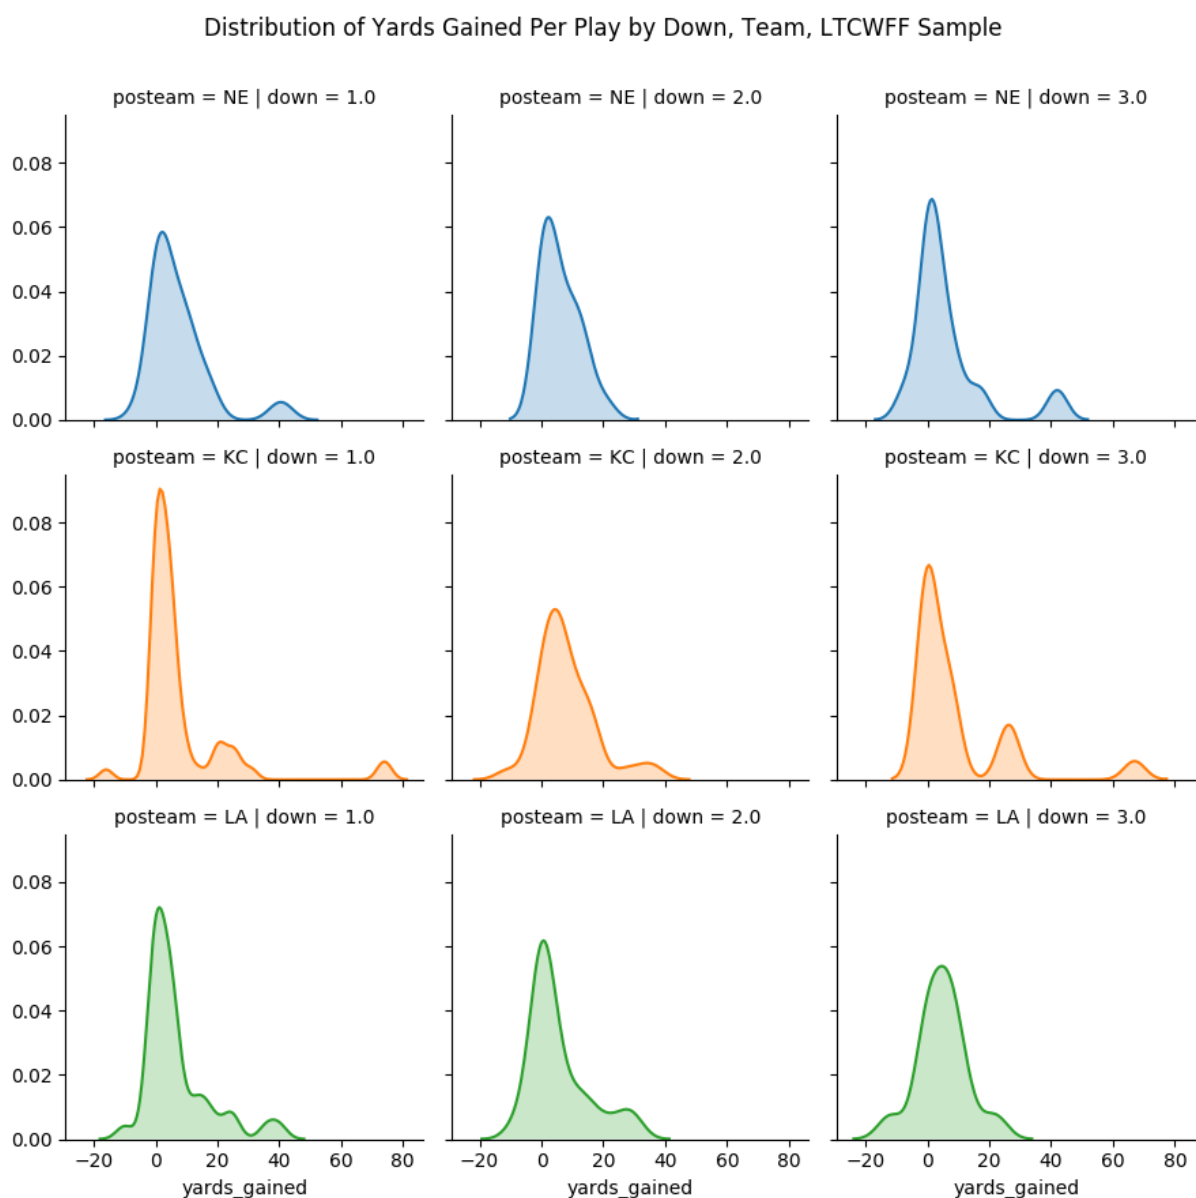 Distribution of Yards Gained Per Play by Down, Team, LTCWFF Sample
posteam = NE | down = 1.0
posteam = NE | down = 2.0
posteam = NE | down = 3.0
0.08
0.06
0.04
0.02
0.00
posteam = KC | down = 1.0
posteam = KC | down = 2.0
posteam = KC | down = 3.0
0.08
0.06
0.04
0.02
0.00
posteam = LA | down = 1.0
posteam = LA | down = 2.0
posteam = LA | down = 3.0
0.08
0.06
0.04
0.02
0.00
−20 0 20 40 60 80
−20 0 20 40 60 80
−20 0 20 40 60 80
yards_gained
yards_gained
yards_gained